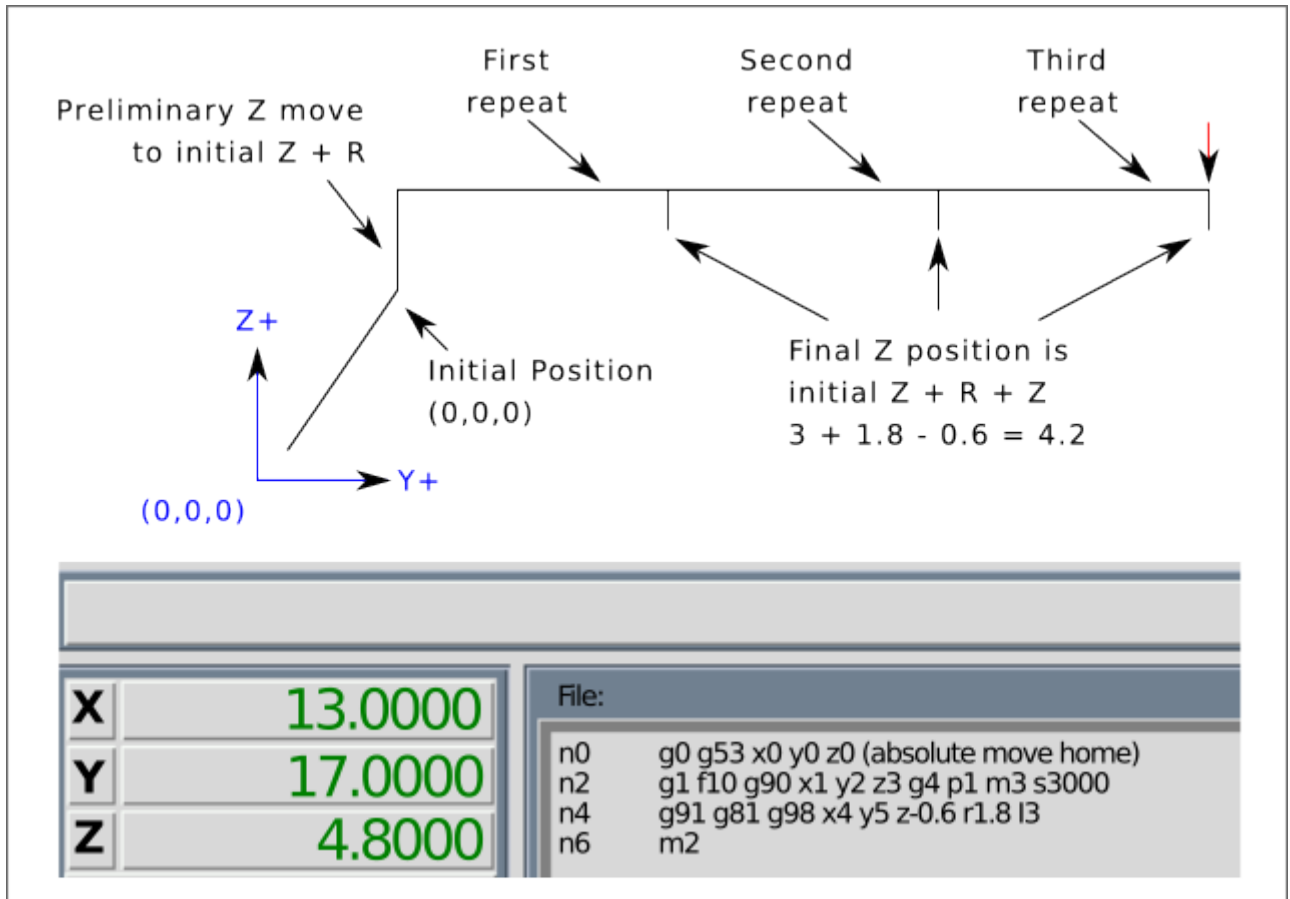 First
repeat
Second
repeat
Third
repeat
Preliminary Z move
to initial Z + R
Z+
Initial Position
(0,0,0)
Final Z position is
initial Z + R + Z
3 + 1.8 - 0.6 = 4.2
Y+
(0,0,0)
X 13.0000
Y 17.0000
Z 4.8000
File:
n0 g0 g53 x0 y0 z0 (absolute move home)
n2 g1 f10 g90 x1 y2 z3 g4 p1 m3 s3000
n4 g91 g81 g98 x4 y5 z-0.6 r1.8 l3
n6 m2